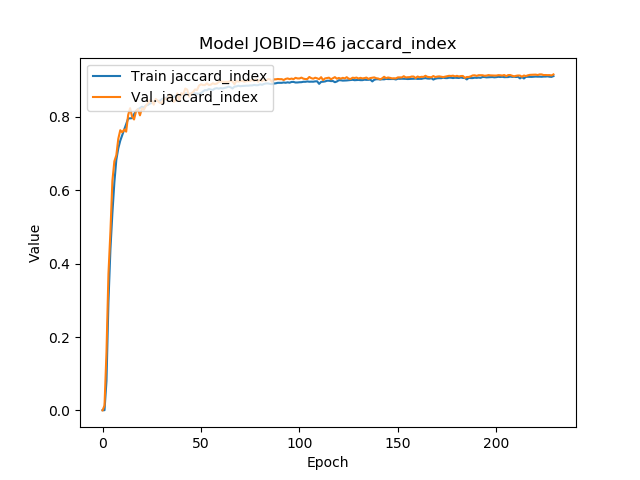 Model JOBID=46 jaccard_index
Train jaccard_index
Val. jaccard_index
0.8
0.6
0.4
0.2
0.0
Value
0 50 100 150 200
Epoch